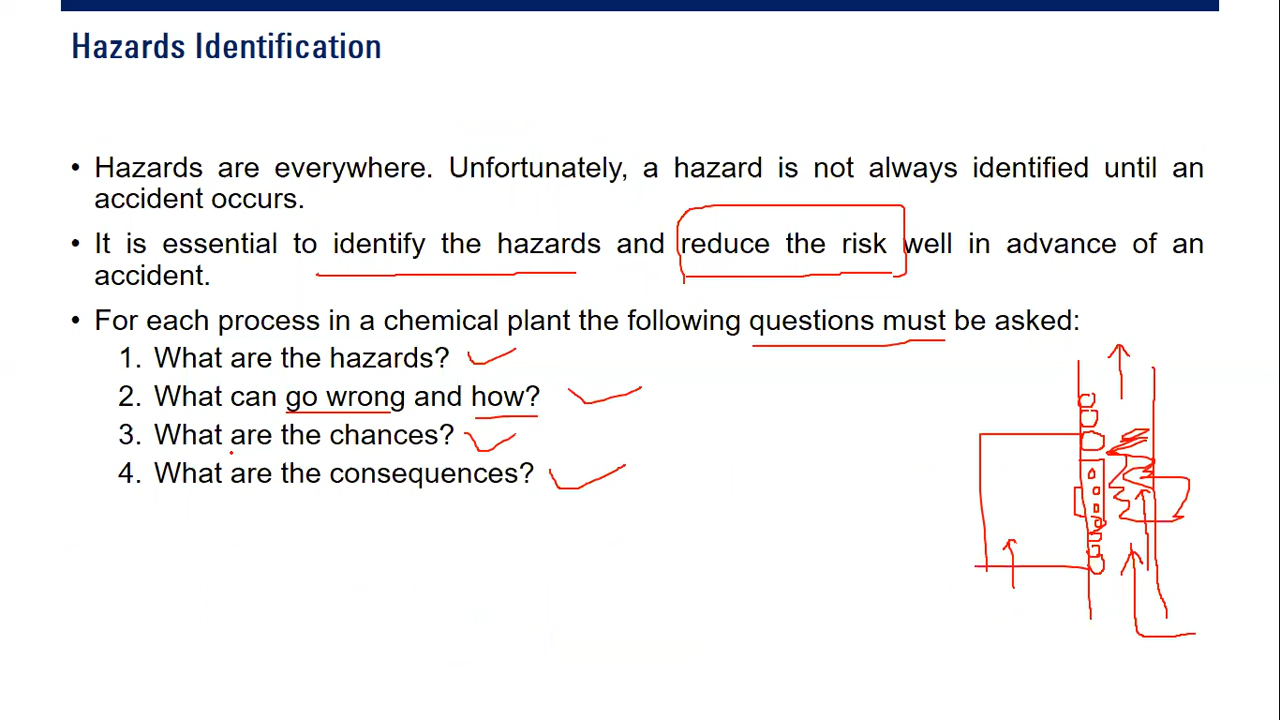 Hazards Identification
• Hazards are everywhere. Unfortunately, a hazard is not always identified until an
accident occurs.
• It is essential to identify the hazards and reduce the risk well in advance of an
accident.
• For each process in a chemical plant the following questions must be asked:
1. What are the hazards?
2. What can go wrong and how?
3. What are the chances?
4. What are the consequences?